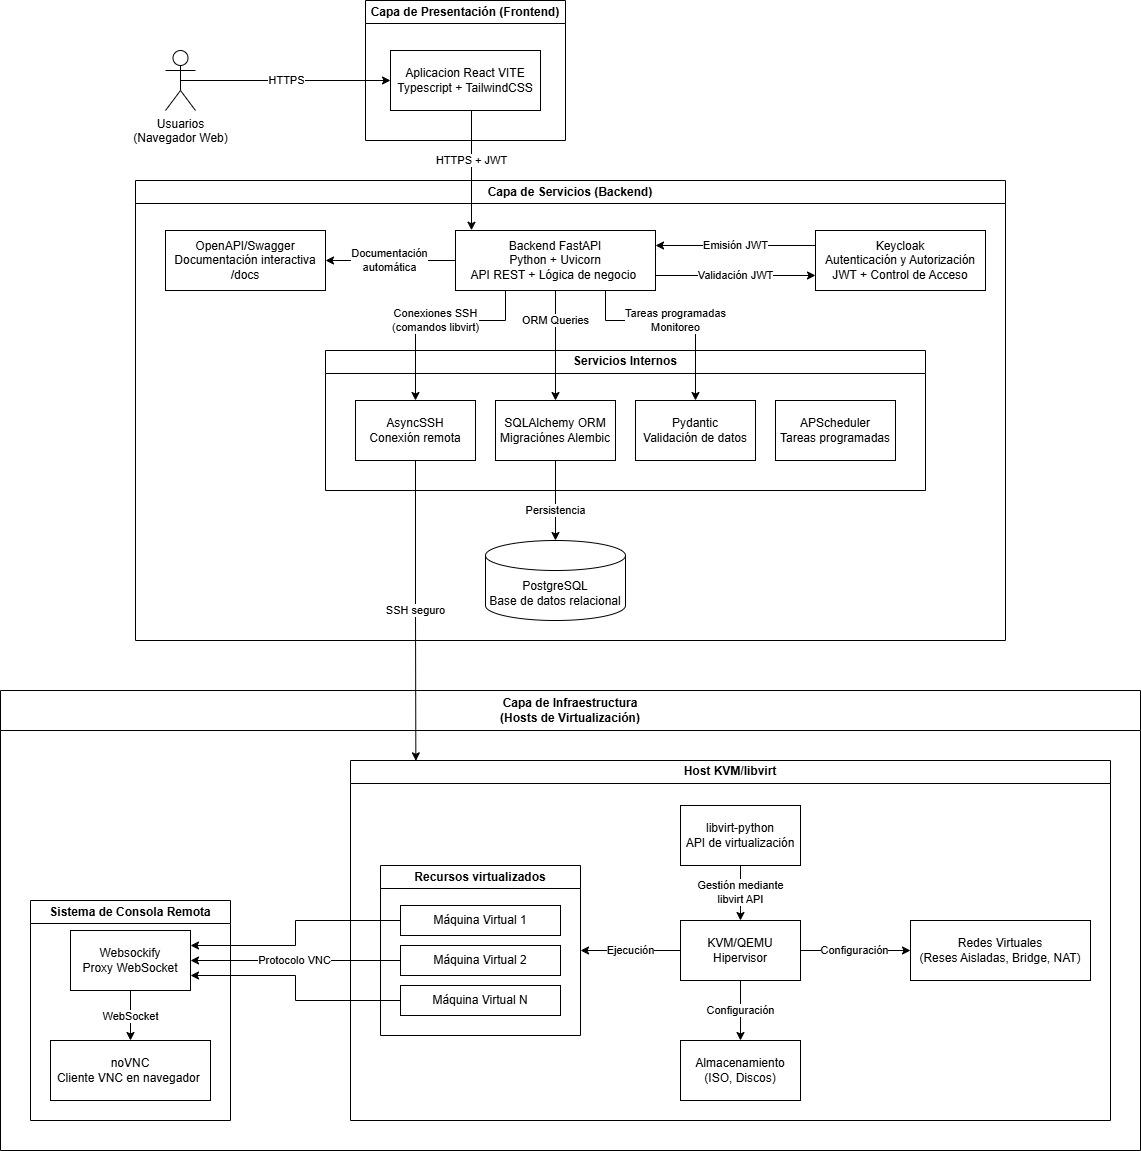 Capa de Presentación (Frontend)
Aplicacion React VITE
Typescript + TailwindCSS
HTTPS
Usuarios
(Navegador Web)
HTTPS + JWT
Capa de Servicios (Backend)
OpenAPI/Swagger
Documentación interactiva
/docs
Documentación
automática
Backend FastAPI
Python + Uvicorn
API REST + Lógica de negocio
Emisión JWT
Validación JWT
Keycloak
Autenticación y Autorización
JWT + Control de Acceso
Conexiones SSH
(comandos libvirt)
ORM Queries
Tareas programadas
Monitoreo
Servicios Internos
AsyncSSH
Conexión remota
SQLAlchemy ORM
Migraciónes Alembic
Pydantic
Validación de datos
APScheduler
Tareas programadas
Persistencia
PostgreSQL
Base de datos relacional
SSH seguro
Capa de Infraestructura
(Hosts de Virtualización)
Host KVM/libvirt
libvirt-python
API de virtualización
Gestión mediante
libvirt API
Recursos virtualizados
Máquina Virtual 1
Máquina Virtual 2
Máquina Virtual N
Ejecución
KVM/QEMU
Hipervisor
Configuración
Redes Virtuales
(Reses Aisladas, Bridge, NAT)
Configuración
Almacenamiento
(ISO, Discos)
Sistema de Consola Remota
Websockify
Proxy WebSocket
Protocolo VNC
WebSocket
noVNC
Cliente VNC en navegador